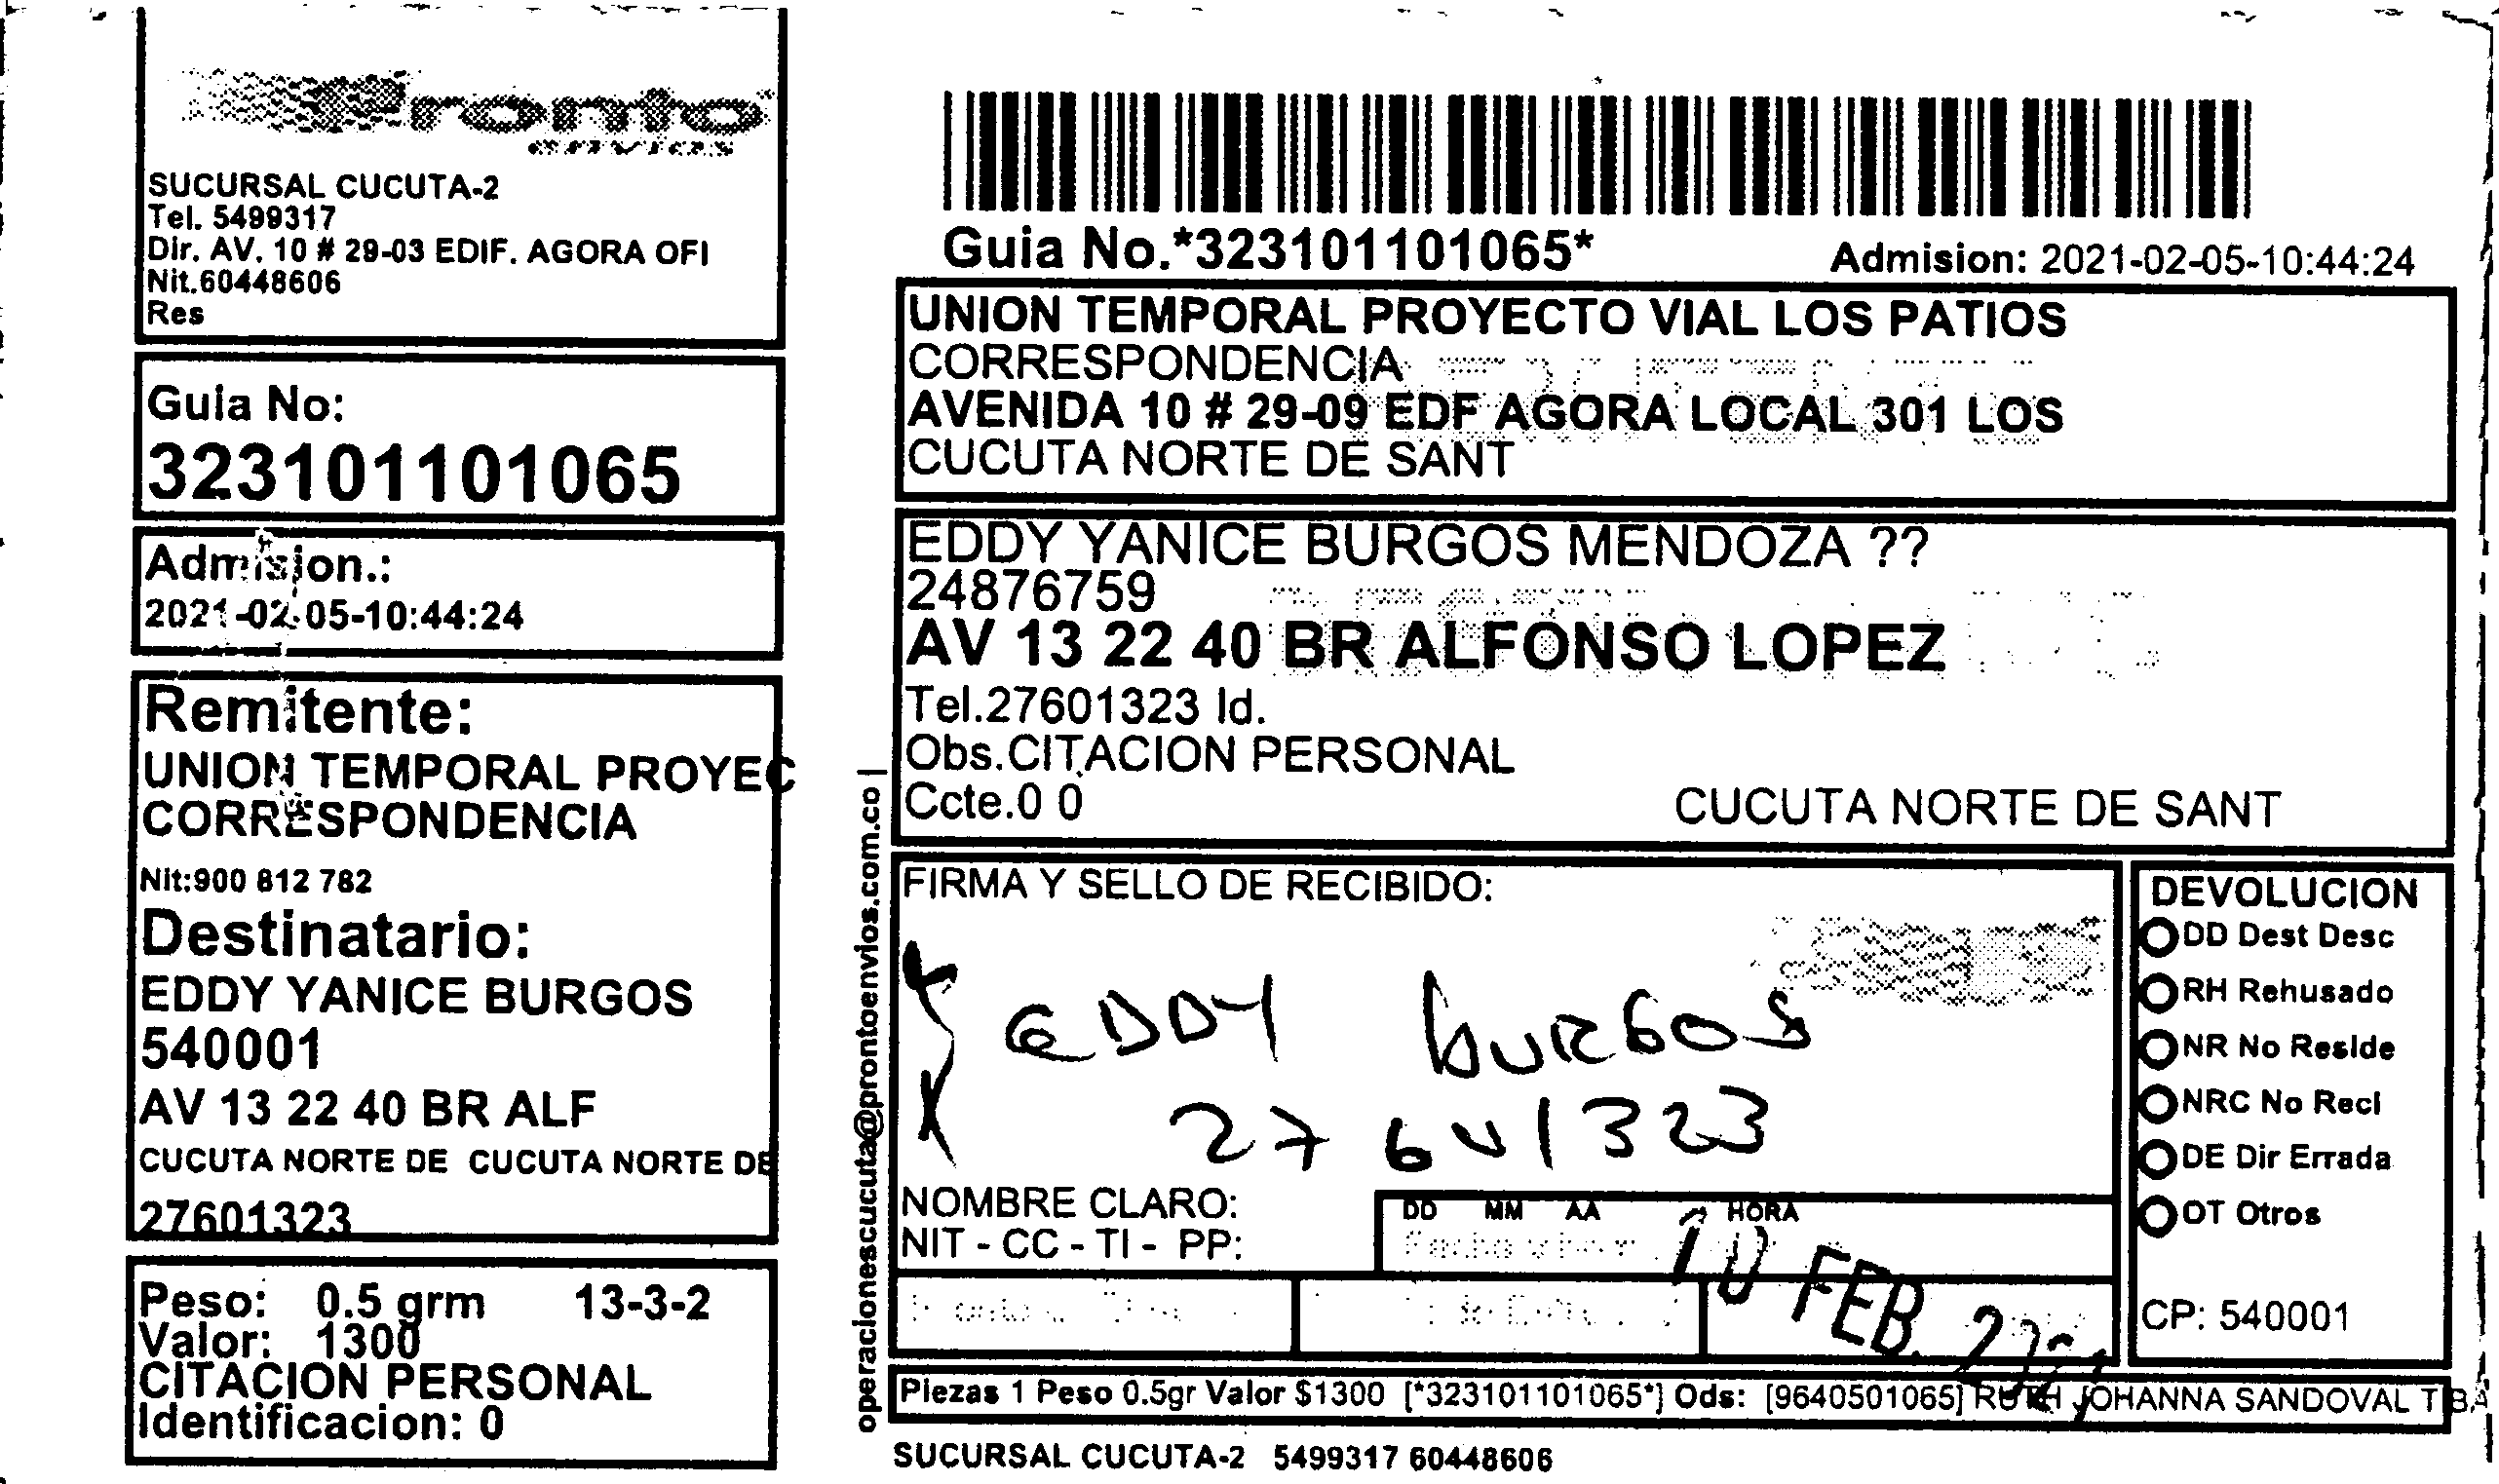 Pronto
envios
SUCURSAL CUCUTA-2
Tel. 5499317
Dir. AV. 10 # 29-03 EDIF. AGORA OFI
Nit.60448606
Res
Guia No:
323101101065
Admision.:
2021-02-05-10:44:24
Remitente:
UNION TEMPORAL PROYEC
CORRESPONDENCIA
Nit:900 812 782
Destinatario:
EDDY YANICE BURGOS
540001
AV 13 22 40 BR ALF
CUCUTA NORTE DE CUCUTA NORTE DE
27601323
Peso: 0.5 grm 13-3-2
Valor: 1300
CITACION PERSONAL
Identificacion: 0
operacionescucuta@prontoenvios.com.co |
Guia No.*323101101065*
Admision: 2021-02-05-10:44:24
UNION TEMPORAL PROYECTO VIAL LOS PATIOS
CORRESPONDENCIA
AVENIDA 10 # 29-09 EDF AGORA LOCAL 301 LOS
CUCUTA NORTE DE SANT
EDDY YANICE BURGOS MENDOZA ??
24876759
AV 13 22 40 BR ALFONSO LOPEZ
Tel.27601323 Id.
Obs.CITACION PERSONAL
Ccte.0 0
CUCUTA NORTE DE SANT
FIRMA Y SELLO DE RECIBIDO:
EDDY BURGOS
27601323
NOMBRE CLARO:
NIT - CC - TI - PP:
DD MM AA HORA
10 FEB.
DEVOLUCION
DD Dest Desc
RH Rehusado
NR No Reside
NRC No Recl
DE Dir Errada
OT Otros
CP: 540001
Piezas 1 Peso 0.5gr Valor $1300 [*323101101065*] Ods: [9640501065] RUTH JOHANNA SANDOVAL TIBA
SUCURSAL CUCUTA-2 5499317 60448606